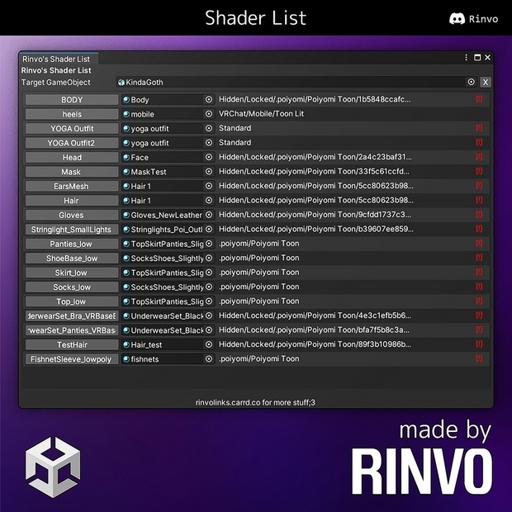 Shader List
Rinvo
Rinvo's Shader List
Rinvo's Shader List
Target GameObject KindaGoth X
BODY Body Hidden/Locked/.poiyomi/Poiyomi Toon/1b5848ccafc... [!]
heels mobile VRChat/Mobile/Toon Lit
YOGA Outfit yoga outfit Standard [!]
YOGA Outfit2 yoga outfit Standard [!]
Head Face Hidden/Locked/.poiyomi/Poiyomi Toon/2a4c23baf31... [!]
Mask MaskTest Hidden/Locked/.poiyomi/Poiyomi Toon/33f5c61ccfd... [!]
EarsMesh Hair 1 Hidden/Locked/.poiyomi/Poiyomi Toon/5cc80623b98... [!]
Hair Hair 1 Hidden/Locked/.poiyomi/Poiyomi Toon/5cc80623b98... [!]
Gloves Gloves_NewLeather Hidden/Locked/.poiyomi/Poiyomi Toon/9cfdd1737c3... [!]
Stringlight_SmallLights Stringlights_Poi_Outl Hidden/Locked/.poiyomi/Poiyomi Toon/b39607ee859... [!]
Panties_low TopSkirtPanties_Slig .poiyomi/Poiyomi Toon [!]
ShoeBase_low SocksShoes_Slightly .poiyomi/Poiyomi Toon [!]
Skirt_low TopSkirtPanties_Slig .poiyomi/Poiyomi Toon [!]
Socks_low SocksShoes_Slightly .poiyomi/Poiyomi Toon [!]
Top_low TopSkirtPanties_Slig .poiyomi/Poiyomi Toon [!]
derwearSet_Bra_VRBaseB UnderwearSet_Black Hidden/Locked/.poiyomi/Poiyomi Toon/4e3c1efb5b6... [!]
rwearSet_Panties_VRBas UnderwearSet_Black Hidden/Locked/.poiyomi/Poiyomi Toon/bfa7f5b8c3a... [!]
TestHair Hair_test Hidden/Locked/.poiyomi/Poiyomi Toon/89f3b10986b... [!]
FishnetSleeve_lowpoly fishnets .poiyomi/Poiyomi Toon [!]
rinvolinks.carrd.co for more stuff;3
made by
RINVO